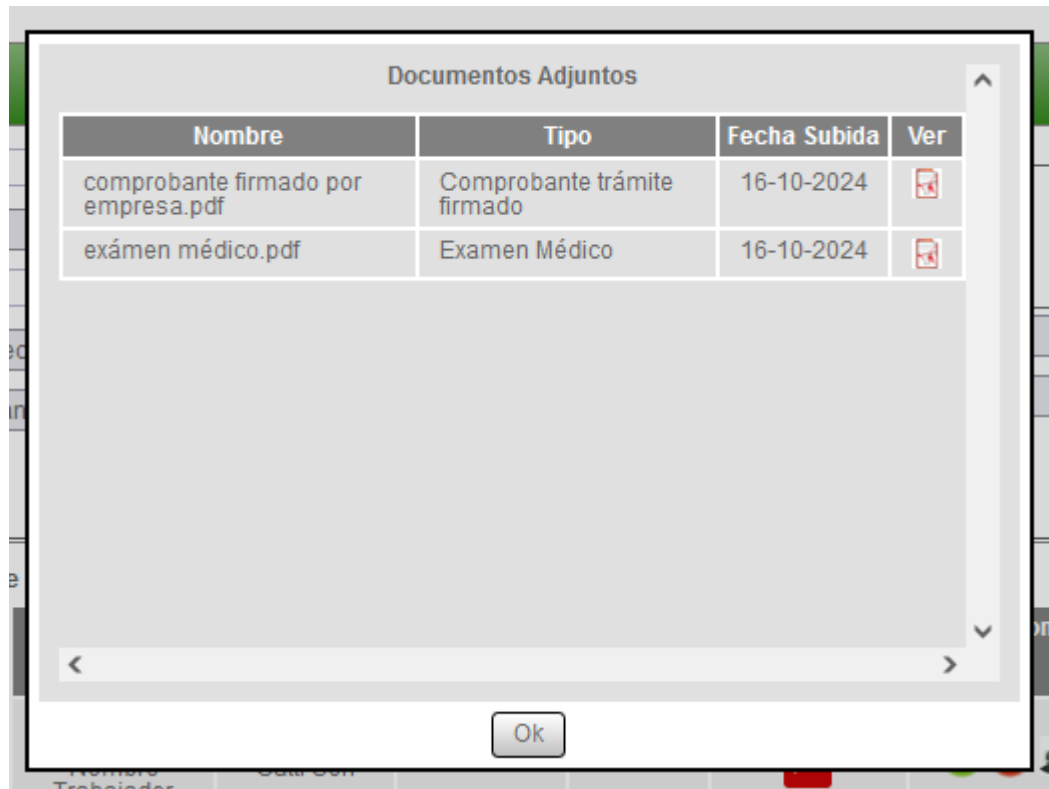 Documentos Adjuntos
Nombre Tipo Fecha Subida Ver
comprobante firmado por
empresa.pdf
Comprobante trámite
firmado
16-10-2024
exámen médico.pdf Examen Médico 16-10-2024
Ok
Trabajador